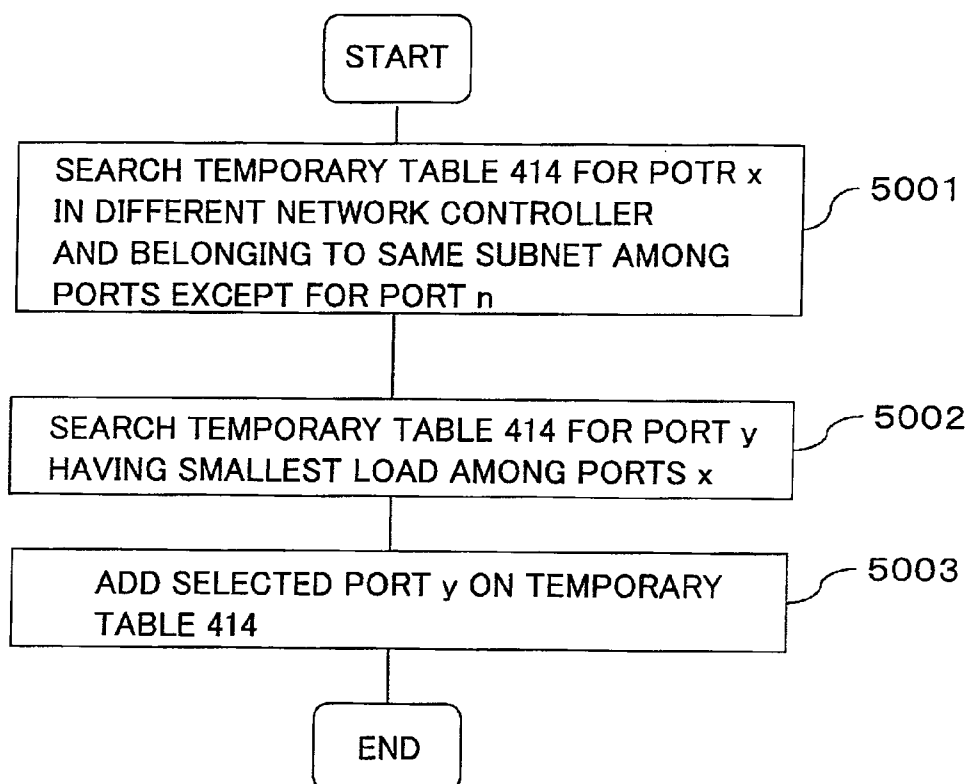 START
SEARCH TEMPORARY TABLE 414 FOR POTR x
IN DIFFERENT NETWORK CONTROLLER
AND BELONGING TO SAME SUBNET AMONG
PORTS EXCEPT FOR PORT n
5001
SEARCH TEMPORARY TABLE 414 FOR PORT y
HAVING SMALLEST LOAD AMONG PORTS x
5002
ADD SELECTED PORT y ON TEMPORARY
TABLE 414
5003
END